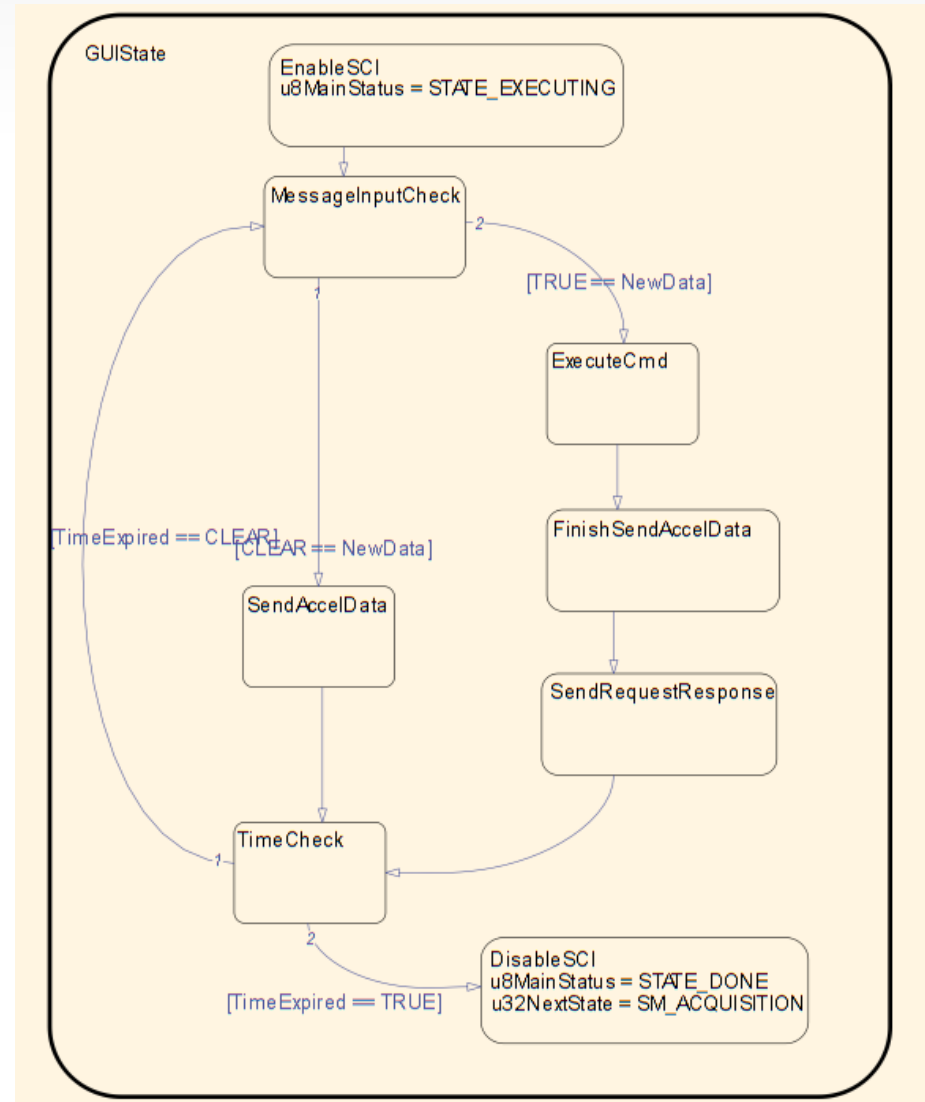 GUIState
EnableSCI
u8MainStatus = STATE_EXECUTING
MessageInputCheck
2
[TRUE == NewData]
1
ExecuteCmd
FinishSendAccelData
[TimeExpired == CLEAR]
[CLEAR == NewData]
SendAccelData
SendRequestResponse
TimeCheck
1
2
DisableSCI
u8MainStatus = STATE_DONE
u32NextState = SM_ACQUISITION
[TimeExpired == TRUE]